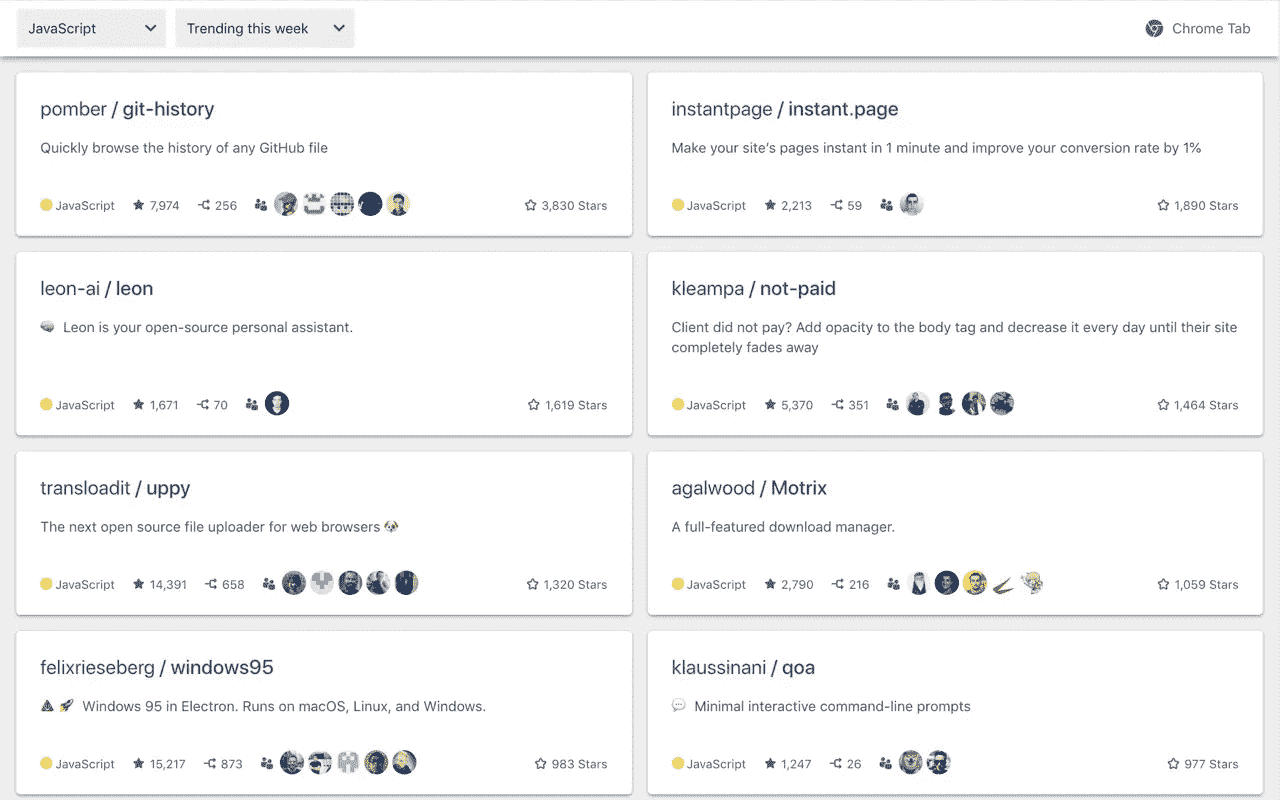 JavaScript
Trending this week
Chrome Tab
pomber / git-history
Quickly browse the history of any GitHub file
JavaScript 7,974 256 3,830 Stars
instantpage / instant.page
Make your site's pages instant in 1 minute and improve your conversion rate by 1%
JavaScript 2,213 59 1,890 Stars
leon-ai / leon
Leon is your open-source personal assistant.
JavaScript 1,671 70 1,619 Stars
kleampa / not-paid
Client did not pay? Add opacity to the body tag and decrease it every day until their site
completely fades away
JavaScript 5,370 351 1,464 Stars
transloadit / uppy
The next open source file uploader for web browsers
JavaScript 14,391 658 1,320 Stars
agalwood / Motrix
A full-featured download manager.
JavaScript 2,790 216 1,059 Stars
felixrieseberg / windows95
Windows 95 in Electron. Runs on macOS, Linux, and Windows.
JavaScript 15,217 873 983 Stars
klaussinani / qoa
Minimal interactive command-line prompts
JavaScript 1,247 26 977 Stars